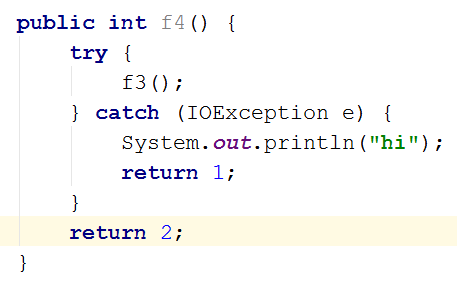 public int f4() {
    try {
        f3();
    } catch (IOException e) {
        System.out.println("hi");
        return 1;
    }
    return 2;
}